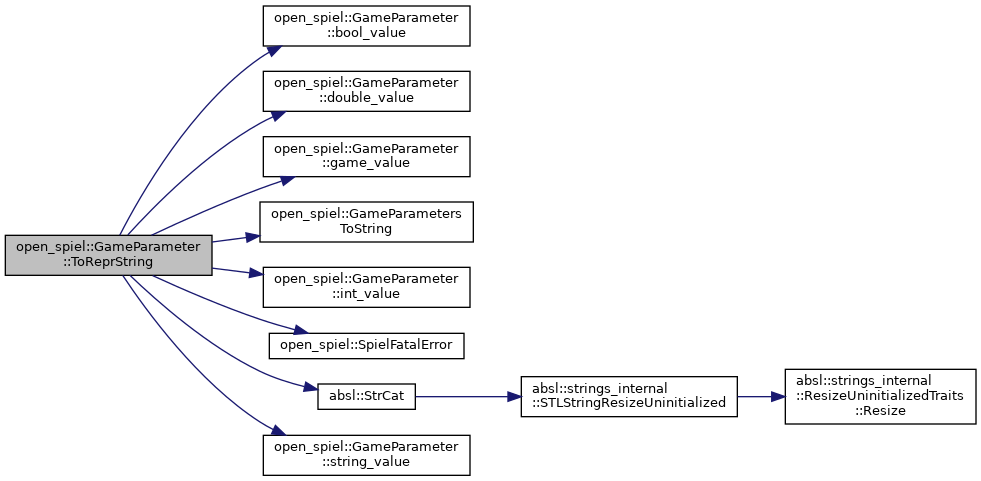 open_spiel::GameParameter
::bool_value
open_spiel::GameParameter
::double_value
open_spiel::GameParameter
::game_value
open_spiel::GameParameters
ToString
open_spiel::GameParameter
::ToReprString
open_spiel::GameParameter
::int_value
open_spiel::SpielFatalError
absl::StrCat
absl::strings_internal
::STLStringResizeUninitialized
absl::strings_internal
::ResizeUninitializedTraits
::Resize
open_spiel::GameParameter
::string_value